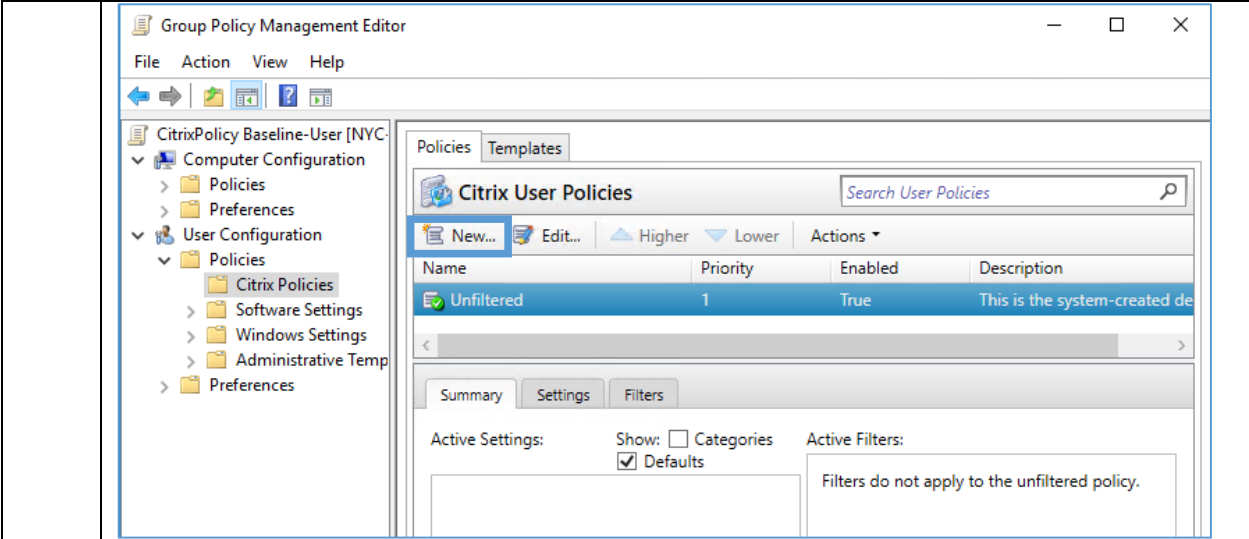 Group Policy Management Editor
File Action View Help
CitrixPolicy Baseline-User [NYC-
Computer Configuration
Policies
Preferences
User Configuration
Policies
Citrix Policies
Software Settings
Windows Settings
Administrative Temp
Preferences
Policies Templates
Citrix User Policies
Search User Policies
New... Edit... Higher Lower Actions
Name Priority Enabled Description
Unfiltered 1 True This is the system-created de
Summary Settings Filters
Active Settings: Show: Categories Active Filters:
Defaults
Filters do not apply to the unfiltered policy.